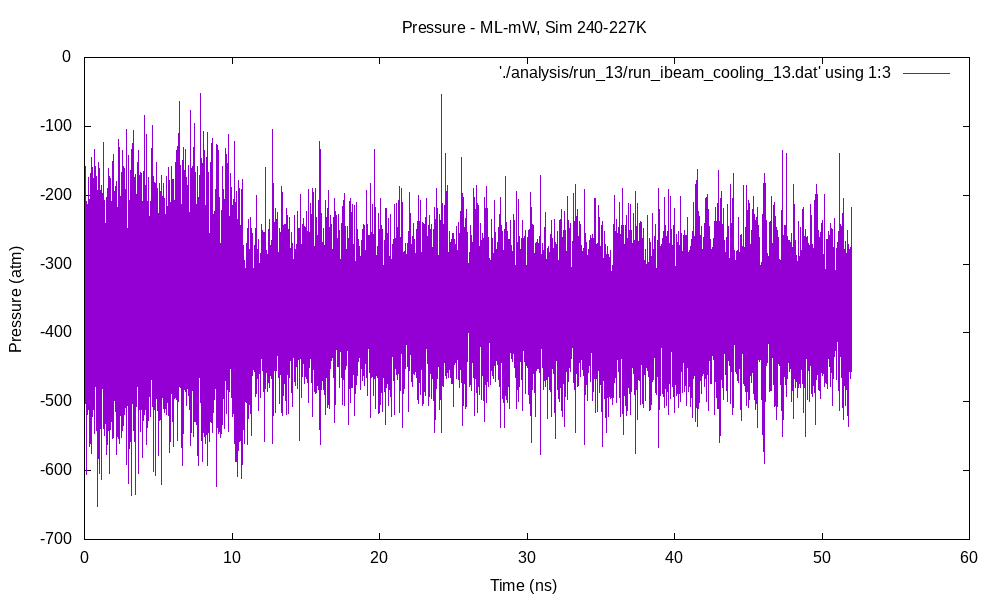 Pressure - ML-mW, Sim 240-227K
'./analysis/run_13/run_ibeam_cooling_13.dat' using 1:3
0
-100
-200
-300
-400
-500
-600
-700
Pressure (atm)
0 10 20 30 40 50 60
Time (ns)